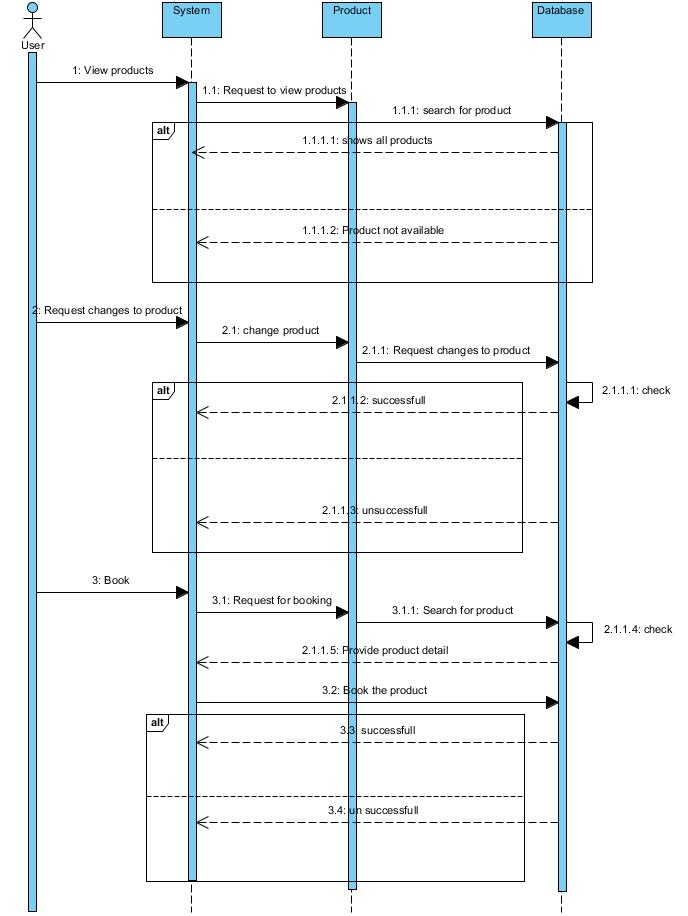 System
Product
Database
User
1: View products
1.1: Request to view products
1.1.1: search for product
alt
1.1.1.1: shows all products
1.1.1.2: Product not available
2: Request changes to product
2.1: change product
2.1.1: Request changes to product
alt
2.1.1.1: check
2.1.1.2: successfull
2.1.1.3: unsuccessfull
3: Book
3.1: Request for booking
3.1.1: Search for product
2.1.1.4: check
2.1.1.5: Provide product detail
3.2: Book the product
alt
3.3: successfull
3.4: un successfull